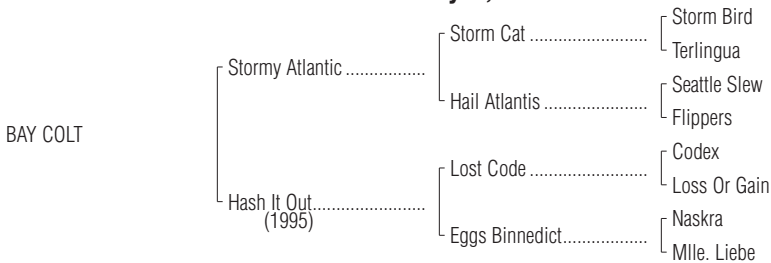 Storm Bird
Storm Cat ........................
Terlingua
Stormy Atlantic ................
Seattle Slew
Hail Atlantis .....................
Flippers
BAY COLT
Codex
Lost Code ........................
Loss Or Gain
Hash It Out......................
(1995)
Naskra
Eggs Binnedict.................
Mlle. Liebe